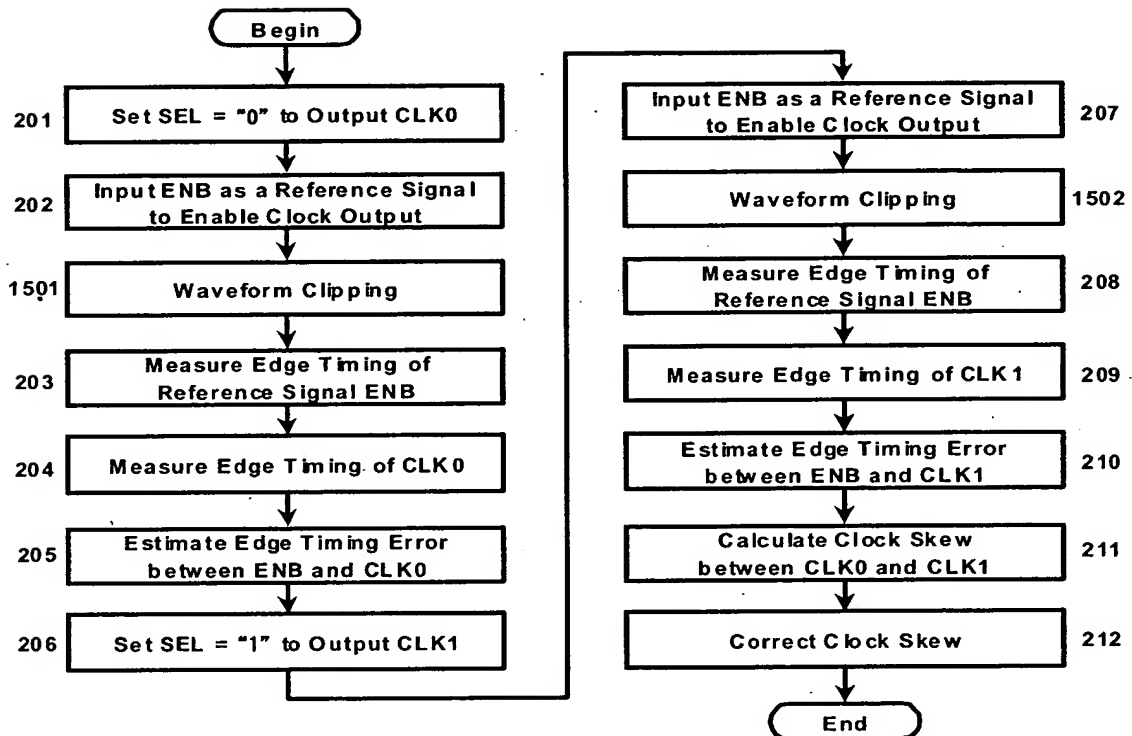 Begin
201
Set SEL = "0" to Output CLK0
202
Input ENB as a Reference Signal
to Enable Clock Output
1501
Waveform Clipping
203
Measure Edge Timing of
Reference Signal ENB
204
Measure Edge Timing of CLK0
205
Estimate Edge Timing Error
between ENB and CLK0
206
Set SEL = "1" to Output CLK1
Input ENB as a Reference Signal
to Enable Clock Output
207
Waveform Clipping
1502
Measure Edge Timing of
Reference Signal ENB
208
Measure Edge Timing of CLK1
209
Estimate Edge Timing Error
between ENB and CLK1
210
Calculate Clock Skew
between CLK0 and CLK1
211
Correct Clock Skew
212
End